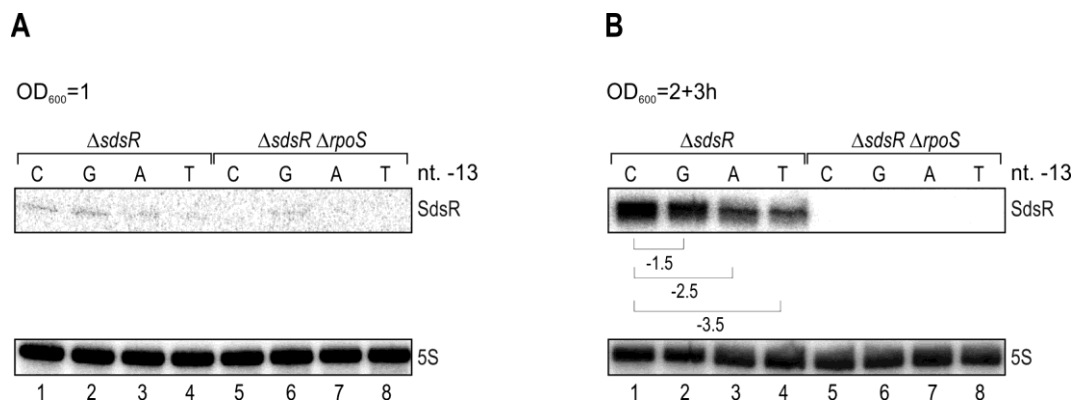 A
OD600=1
ΔsdsR ΔsdsR ΔrpoS
C G A T C G A T nt. -13
SdsR
5S
1 2 3 4 5 6 7 8
B
OD600=2+3h
ΔsdsR ΔsdsR ΔrpoS
C G A T C G A T nt. -13
SdsR
-1.5
-2.5
-3.5
5S
1 2 3 4 5 6 7 8